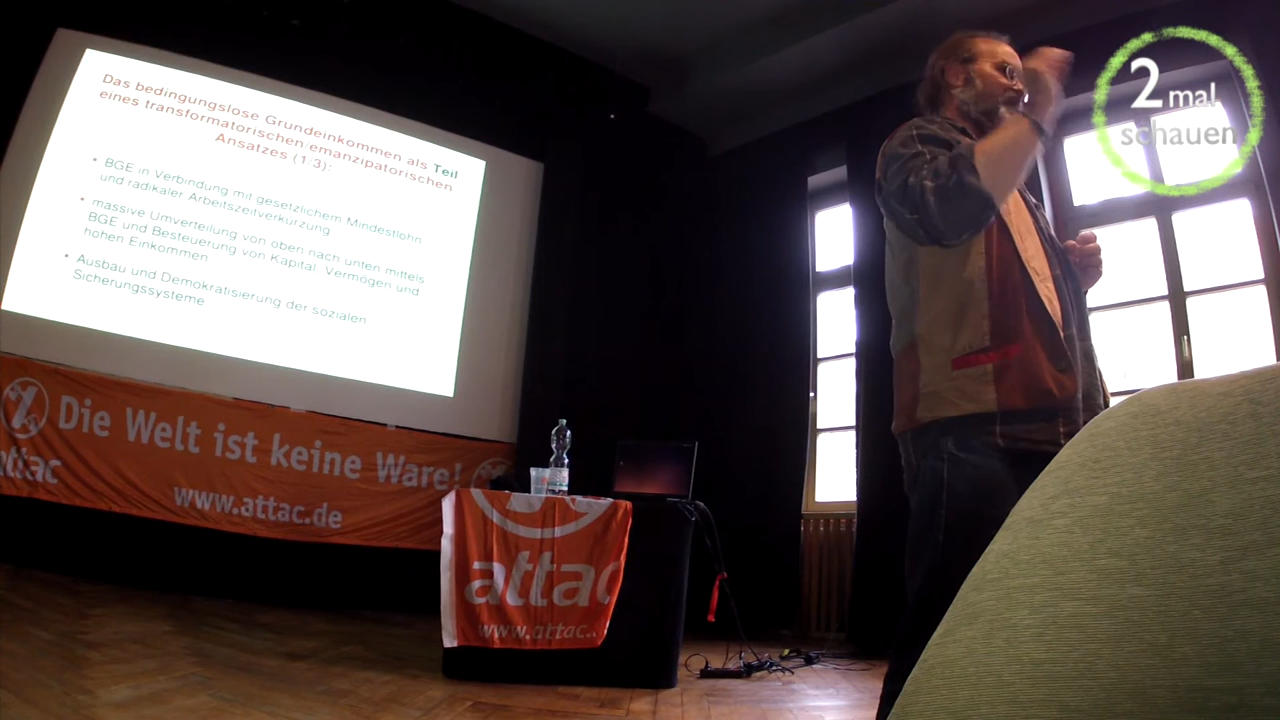 Das bedingungslose Grundeinkommen als Teil
eines transformatorischen/emanzipatorischen
Ansatzes (1/3):
• BGE in Verbindung mit gesetzlichem Mindestlohn
und radikaler Arbeitszeitverkürzung
• massive Umverteilung von oben nach unten mittels
BGE und Besteuerung von Kapital, Vermögen und
hohen Einkommen
• Ausbau und Demokratisierung der sozialen
Sicherungssysteme
Die Welt ist keine Ware!
attac
www.attac.de
attac
www.attac.
2 mal
schauen